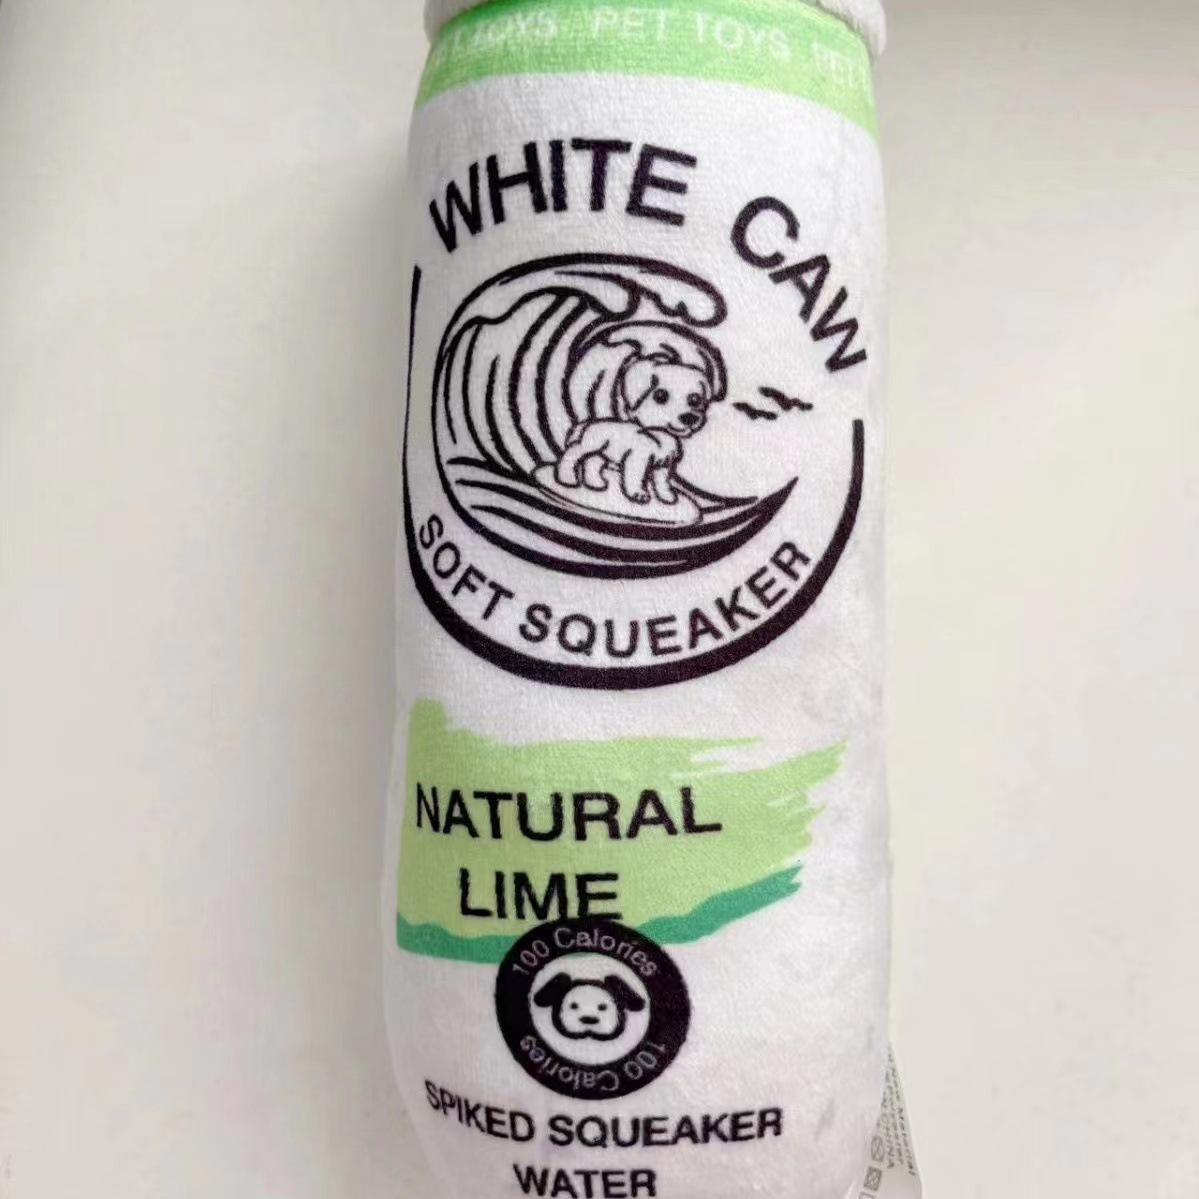 TOYS PET TOYS PET
WHITE CAW
SOFT SQUEAKER
NATURAL
LIME
100 Calories
100 Calories
SPIKED SQUEAKER
WATER